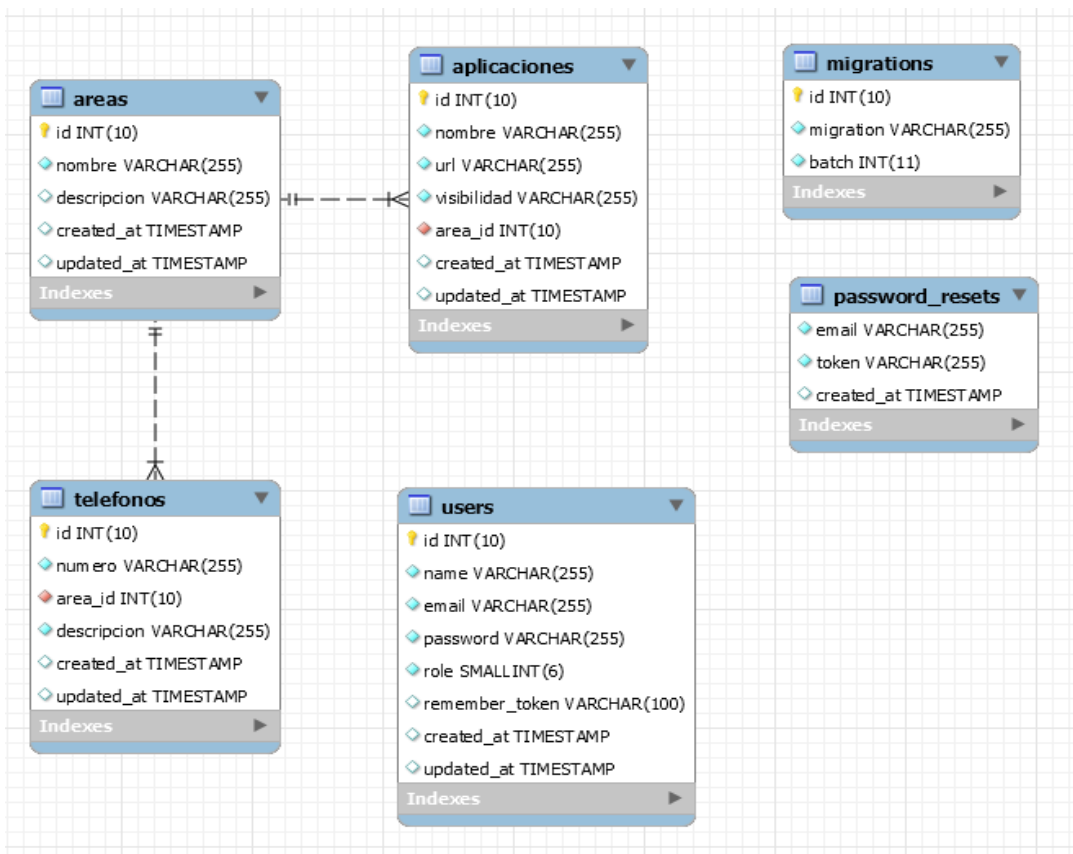 areas
id INT(10)
nombre VARCHAR(255)
descripcion VARCHAR(255)
created_at TIMESTAMP
updated_at TIMESTAMP
Indexes
aplicaciones
id INT(10)
nombre VARCHAR(255)
url VARCHAR(255)
visibilidad VARCHAR(255)
area_id INT(10)
created_at TIMESTAMP
updated_at TIMESTAMP
Indexes
migrations
id INT(10)
migration VARCHAR(255)
batch INT(11)
Indexes
password_resets
email VARCHAR(255)
token VARCHAR(255)
created_at TIMESTAMP
Indexes
telefonos
id INT(10)
numero VARCHAR(255)
area_id INT(10)
descripcion VARCHAR(255)
created_at TIMESTAMP
updated_at TIMESTAMP
Indexes
users
id INT(10)
name VARCHAR(255)
email VARCHAR(255)
password VARCHAR(255)
role SMALLINT(6)
remember_token VARCHAR(100)
created_at TIMESTAMP
updated_at TIMESTAMP
Indexes